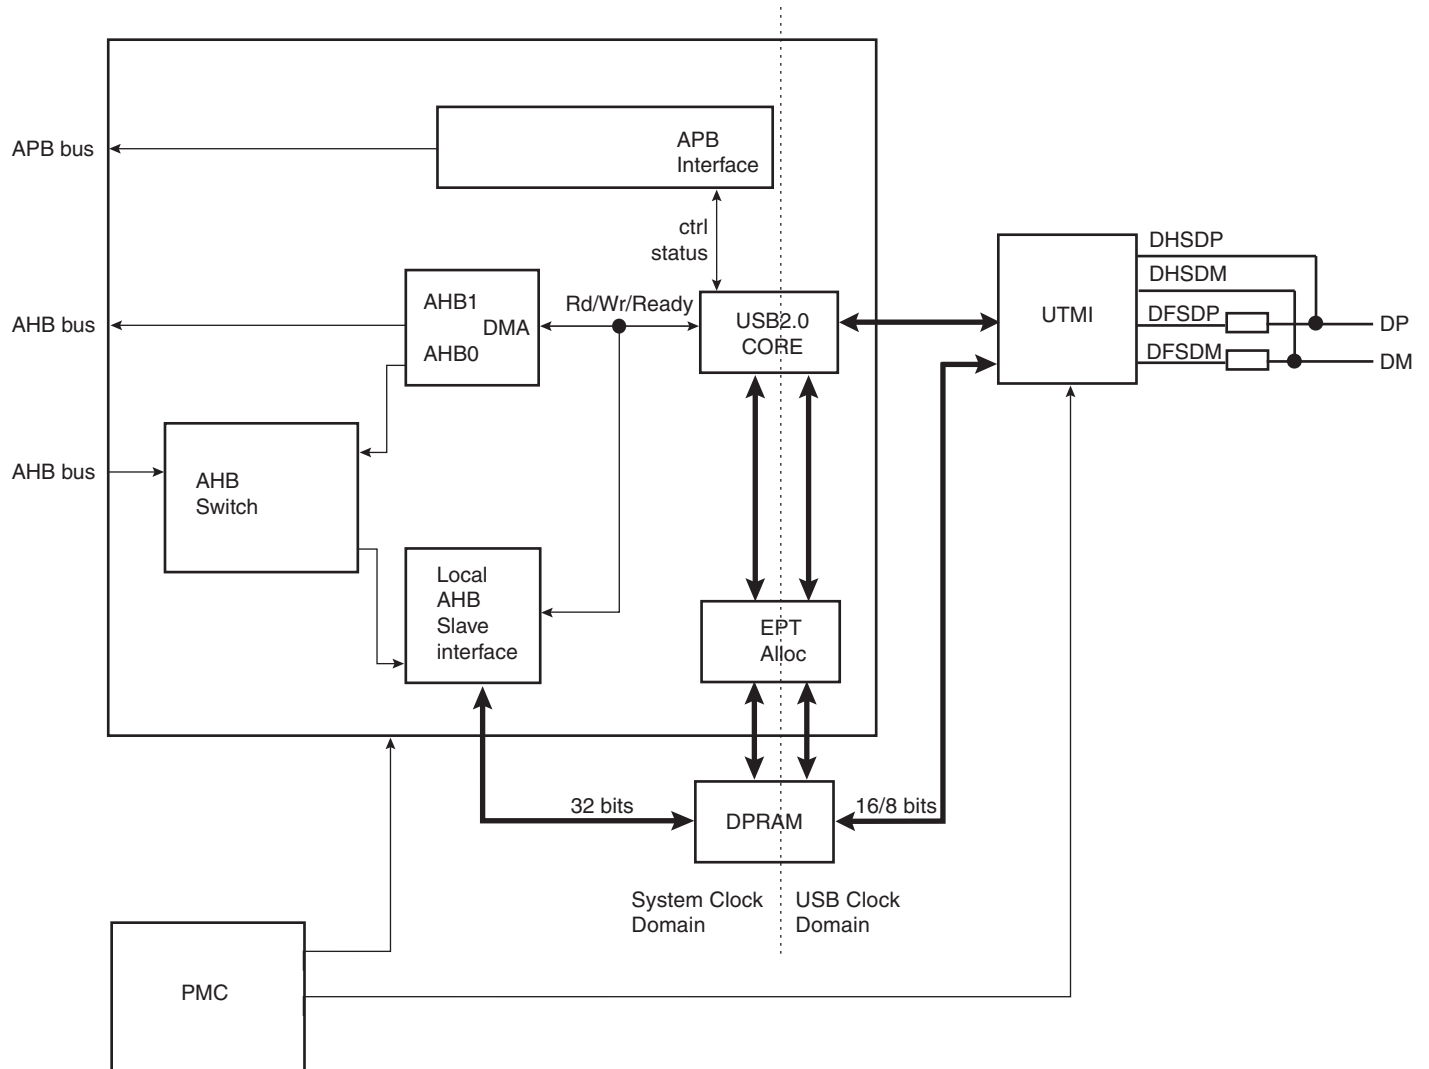 APB bus
APB
Interface
ctrl
status
AHB bus
AHB1
DMA
AHB0
Rd/Wr/Ready
USB2.0
CORE
UTMI
DHSDP
DHSDM
DFSDP
DFSDM
DP
DM
AHB bus
AHB
Switch
Local
AHB
Slave
interface
EPT
Alloc
32 bits
DPRAM
16/8 bits
System Clock
Domain
USB Clock
Domain
PMC